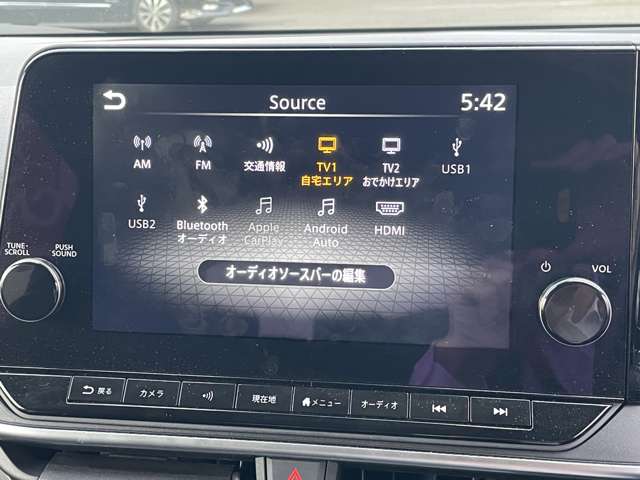 Source
5:42
AM
FM
交通情報
TV1
自宅エリア
TV2
おでかけエリア
USB1
USB2
Bluetooth
オーディオ
Apple
CarPlay
Android
Auto
HDMI
オーディオソースバーの編集
TUNE·
SCROLL
PUSH
SOUND
VOL
戻る
カメラ
現在地
メニュー
オーディオ